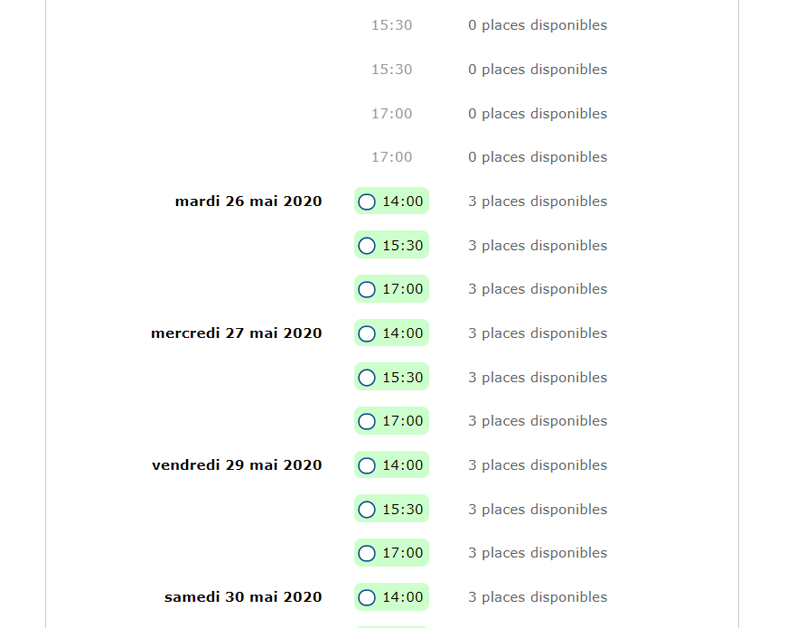 15:30 0 places disponibles
15:30 0 places disponibles
17:00 0 places disponibles
17:00 0 places disponibles
mardi 26 mai 2020 14:00 3 places disponibles
15:30 3 places disponibles
17:00 3 places disponibles
mercredi 27 mai 2020 14:00 3 places disponibles
15:30 3 places disponibles
17:00 3 places disponibles
vendredi 29 mai 2020 14:00 3 places disponibles
15:30 3 places disponibles
17:00 3 places disponibles
samedi 30 mai 2020 14:00 3 places disponibles